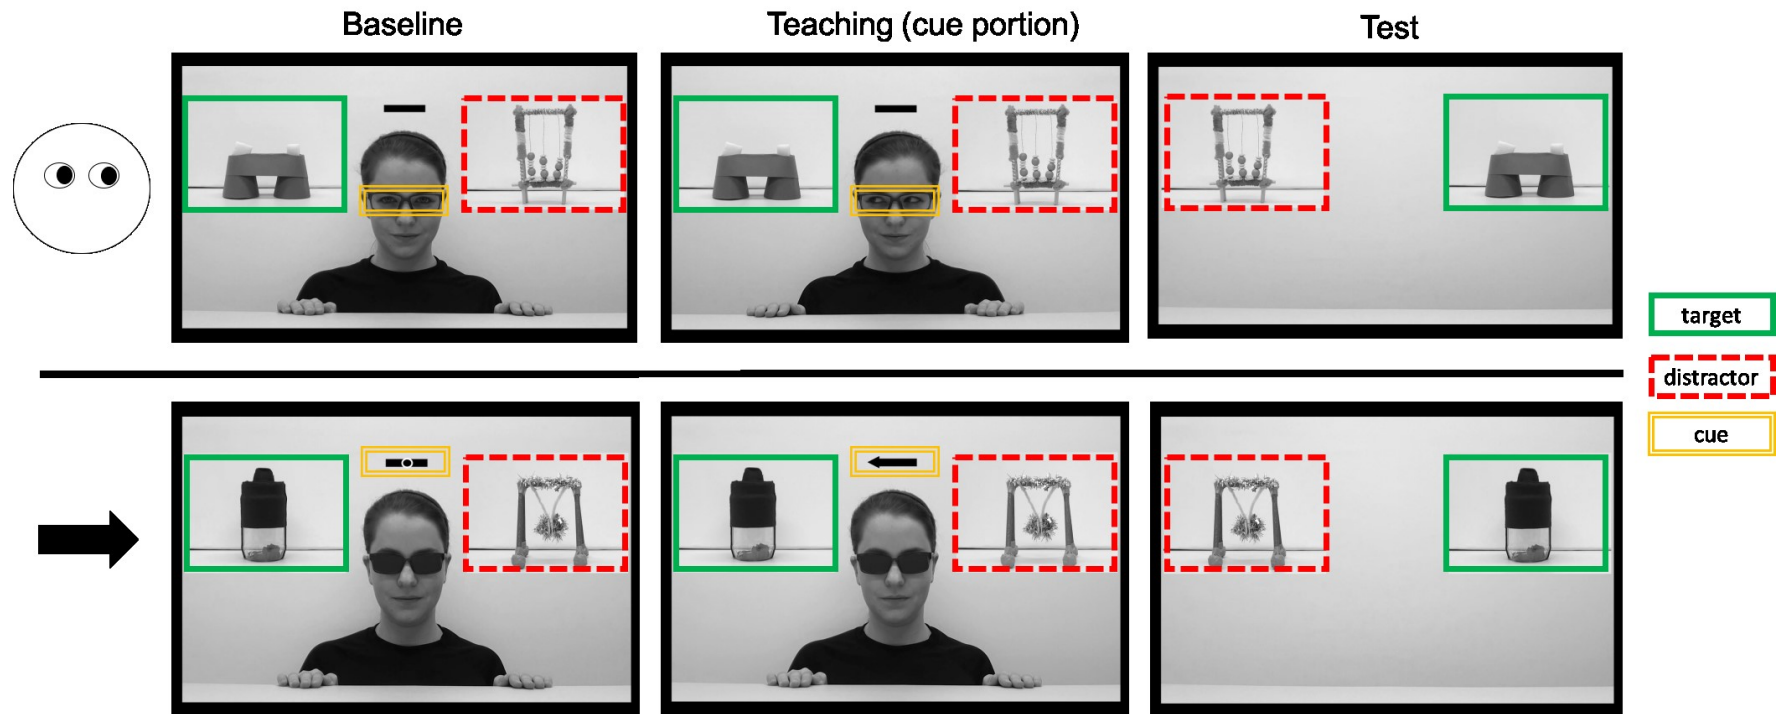 Baseline
Teaching (cue portion)
Test
target
distractor
cue